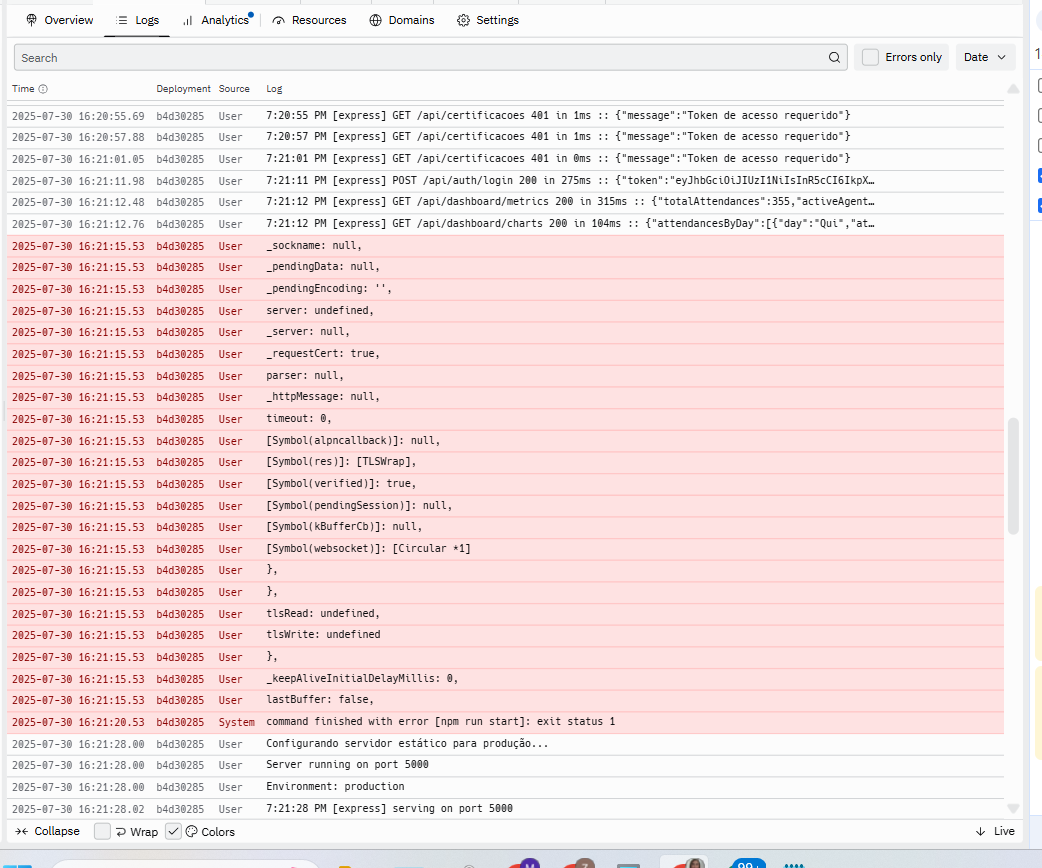 Overview Logs Analytics Resources Domains Settings
Search Errors only Date
Time Deployment Source Log
2025-07-30 16:20:55.69 b4d30285 User 7:20:55 PM [express] GET /api/certificacoes 401 in 1ms :: {"message":"Token de acesso requerido"}
2025-07-30 16:20:57.88 b4d30285 User 7:20:57 PM [express] GET /api/certificacoes 401 in 1ms :: {"message":"Token de acesso requerido"}
2025-07-30 16:21:01.05 b4d30285 User 7:21:01 PM [express] GET /api/certificacoes 401 in 0ms :: {"message":"Token de acesso requerido"}
2025-07-30 16:21:11.98 b4d30285 User 7:21:11 PM [express] POST /api/auth/login 200 in 275ms :: {"token":"eyJhbGciOiJIUzI1NiIsInR5cCI6IkpX…
2025-07-30 16:21:12.48 b4d30285 User 7:21:12 PM [express] GET /api/dashboard/metrics 200 in 315ms :: {"totalAttendances":355,"activeAgent…
2025-07-30 16:21:12.76 b4d30285 User 7:21:12 PM [express] GET /api/dashboard/charts 200 in 104ms :: {"attendancesByDay":[{"day":"Qui","at…
2025-07-30 16:21:15.53 b4d30285 User _sockname: null,
2025-07-30 16:21:15.53 b4d30285 User _pendingData: null,
2025-07-30 16:21:15.53 b4d30285 User _pendingEncoding: '',
2025-07-30 16:21:15.53 b4d30285 User server: undefined,
2025-07-30 16:21:15.53 b4d30285 User _server: null,
2025-07-30 16:21:15.53 b4d30285 User _requestCert: true,
2025-07-30 16:21:15.53 b4d30285 User parser: null,
2025-07-30 16:21:15.53 b4d30285 User _httpMessage: null,
2025-07-30 16:21:15.53 b4d30285 User timeout: 0,
2025-07-30 16:21:15.53 b4d30285 User [Symbol(alpncallback)]: null,
2025-07-30 16:21:15.53 b4d30285 User [Symbol(res)]: [TLSWrap],
2025-07-30 16:21:15.53 b4d30285 User [Symbol(verified)]: true,
2025-07-30 16:21:15.53 b4d30285 User [Symbol(pendingSession)]: null,
2025-07-30 16:21:15.53 b4d30285 User [Symbol(kBufferCb)]: null,
2025-07-30 16:21:15.53 b4d30285 User [Symbol(websocket)]: [Circular *1]
2025-07-30 16:21:15.53 b4d30285 User },
2025-07-30 16:21:15.53 b4d30285 User },
2025-07-30 16:21:15.53 b4d30285 User tlsRead: undefined,
2025-07-30 16:21:15.53 b4d30285 User tlsWrite: undefined
2025-07-30 16:21:15.53 b4d30285 User },
2025-07-30 16:21:15.53 b4d30285 User _keepAliveInitialDelayMillis: 0,
2025-07-30 16:21:15.53 b4d30285 User lastBuffer: false,
2025-07-30 16:21:20.53 b4d30285 System command finished with error [npm run start]: exit status 1
2025-07-30 16:21:28.00 b4d30285 User Configurando servidor estático para produção...
2025-07-30 16:21:28.00 b4d30285 User Server running on port 5000
2025-07-30 16:21:28.00 b4d30285 User Environment: production
2025-07-30 16:21:28.02 b4d30285 User 7:21:28 PM [express] serving on port 5000
Collapse Wrap Colors Live